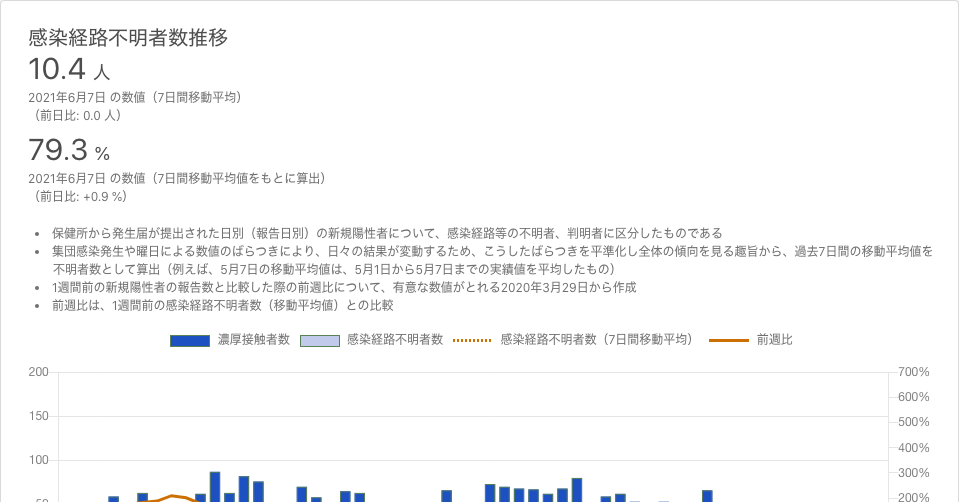 感染経路不明者数推移
10.4 人
2021年6月7日 の数値（7日間移動平均）
（前日比: 0.0 人）
79.3 %
2021年6月7日 の数値（7日間移動平均値をもとに算出）
（前日比: +0.9 %）
• 保健所から発生届が提出された日別（報告日別）の新規陽性者について、感染経路等の不明者、判明者に区分したものである
• 集団感染発生や曜日による数値のばらつきにより、日々の結果が変動するため、こうしたばらつきを平準化し全体の傾向を見る趣旨から、過去7日間の移動平均値を
不明者数として算出（例えば、5月7日の移動平均値は、5月1日から5月7日までの実績値を平均したもの）
• 1週間前の新規陽性者の報告数と比較した際の前週比について、有意な数値がとれる2020年3月29日から作成
• 前週比は、1週間前の感染経路不明者数（移動平均値）との比較
濃厚接触者数 感染経路不明者数 感染経路不明者数（7日間移動平均） 前週比
200 700%
600%
150 500%
400%
100 300%
50 200%